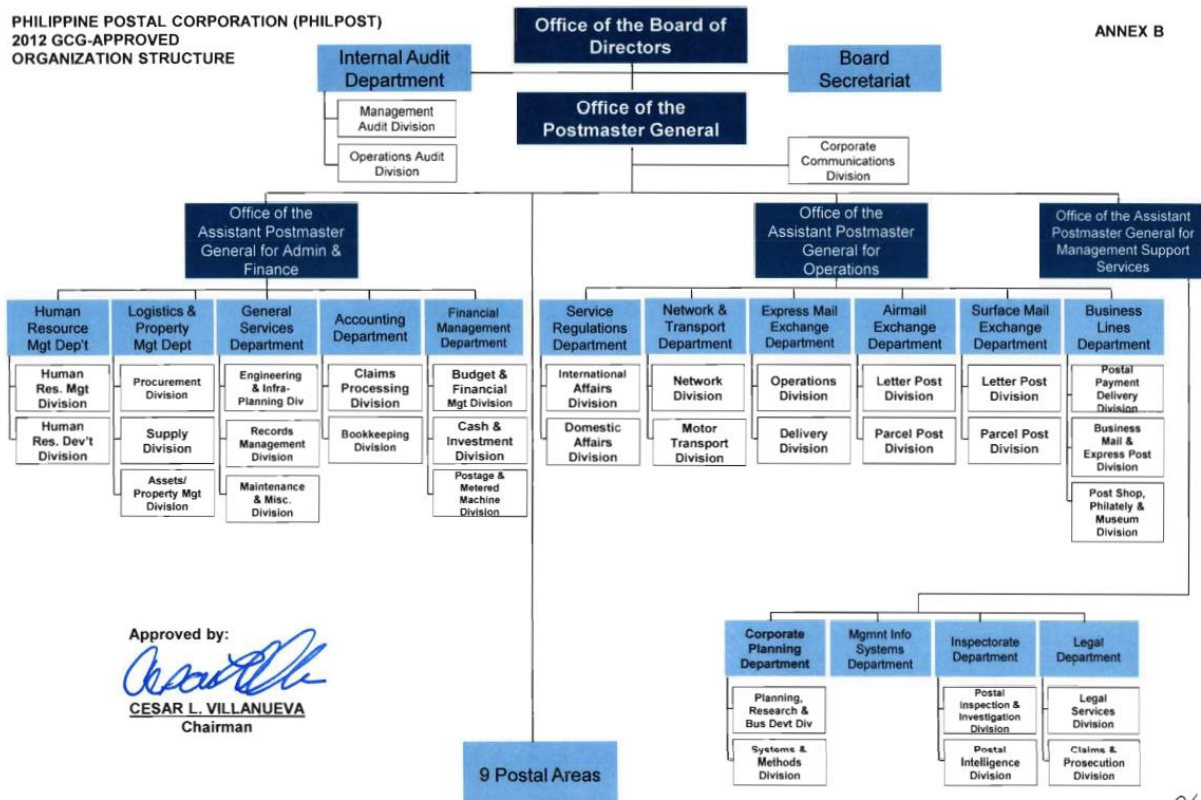 PHILIPPINE POSTAL CORPORATION (PHILPOST)
2012 GCG-APPROVED
ORGANIZATION STRUCTURE
ANNEX B
Office of the Board of
Directors
Internal Audit
Department
Board
Secretariat
Management
Audit Division
Operations Audit
Division
Office of the
Postmaster General
Corporate
Communications
Division
Office of the
Assistant Postmaster
General for Admin &
Finance
Office of the
Assistant Postmaster
General for
Operations
Office of the Assistant
Postmaster General for
Management Support
Services
Human
Resource
Mgt Dep't
Human
Res. Mgt
Division
Human
Res. Dev't
Division
Logistics &
Property
Mgt Dept
Procurement
Division
Supply
Division
Assets/
Property Mgt
Division
General
Services
Department
Engineering
& Infra-
Planning Div
Records
Management
Division
Maintenance
& Misc.
Division
Accounting
Department
Claims
Processing
Division
Bookkeeping
Division
Financial
Management
Department
Budget &
Financial
Mgt Division
Cash &
Investment
Division
Postage &
Metered
Machine
Division
Service
Regulations
Department
International
Affairs
Division
Domestic
Affairs
Division
Network &
Transport
Department
Network
Division
Motor
Transport
Division
Express Mail
Exchange
Department
Operations
Division
Delivery
Division
Airmail
Exchange
Department
Letter Post
Division
Parcel Post
Division
Surface Mail
Exchange
Department
Letter Post
Division
Parcel Post
Division
Business
Lines
Department
Postal
Payment
Delivery
Division
Business
Mail &
Express Post
Division
Post Shop,
Philately &
Museum
Division
Corporate
Planning
Department
Planning,
Research &
Bus Devt Div
Systems &
Methods
Division
Mgmnt Info
Systems
Department
Inspectorate
Department
Postal
Inspection &
Investigation
Division
Postal
Intelligence
Division
Legal
Department
Legal
Services
Division
Claims &
Prosecution
Division
9 Postal Areas
Approved by:
CESAR L. VILLANUEVA
Chairman